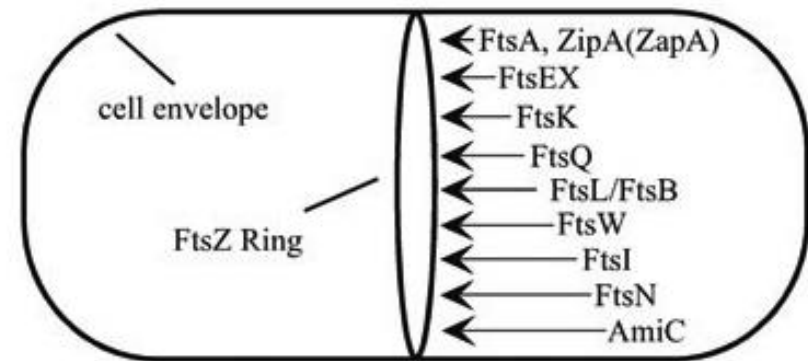 FtsA, ZipA(ZapA)
FtsEX
cell envelope
FtsK
FtsQ
FtsL/FtsB
FtsW
FtsZ Ring
FtsI
FtsN
AmiC